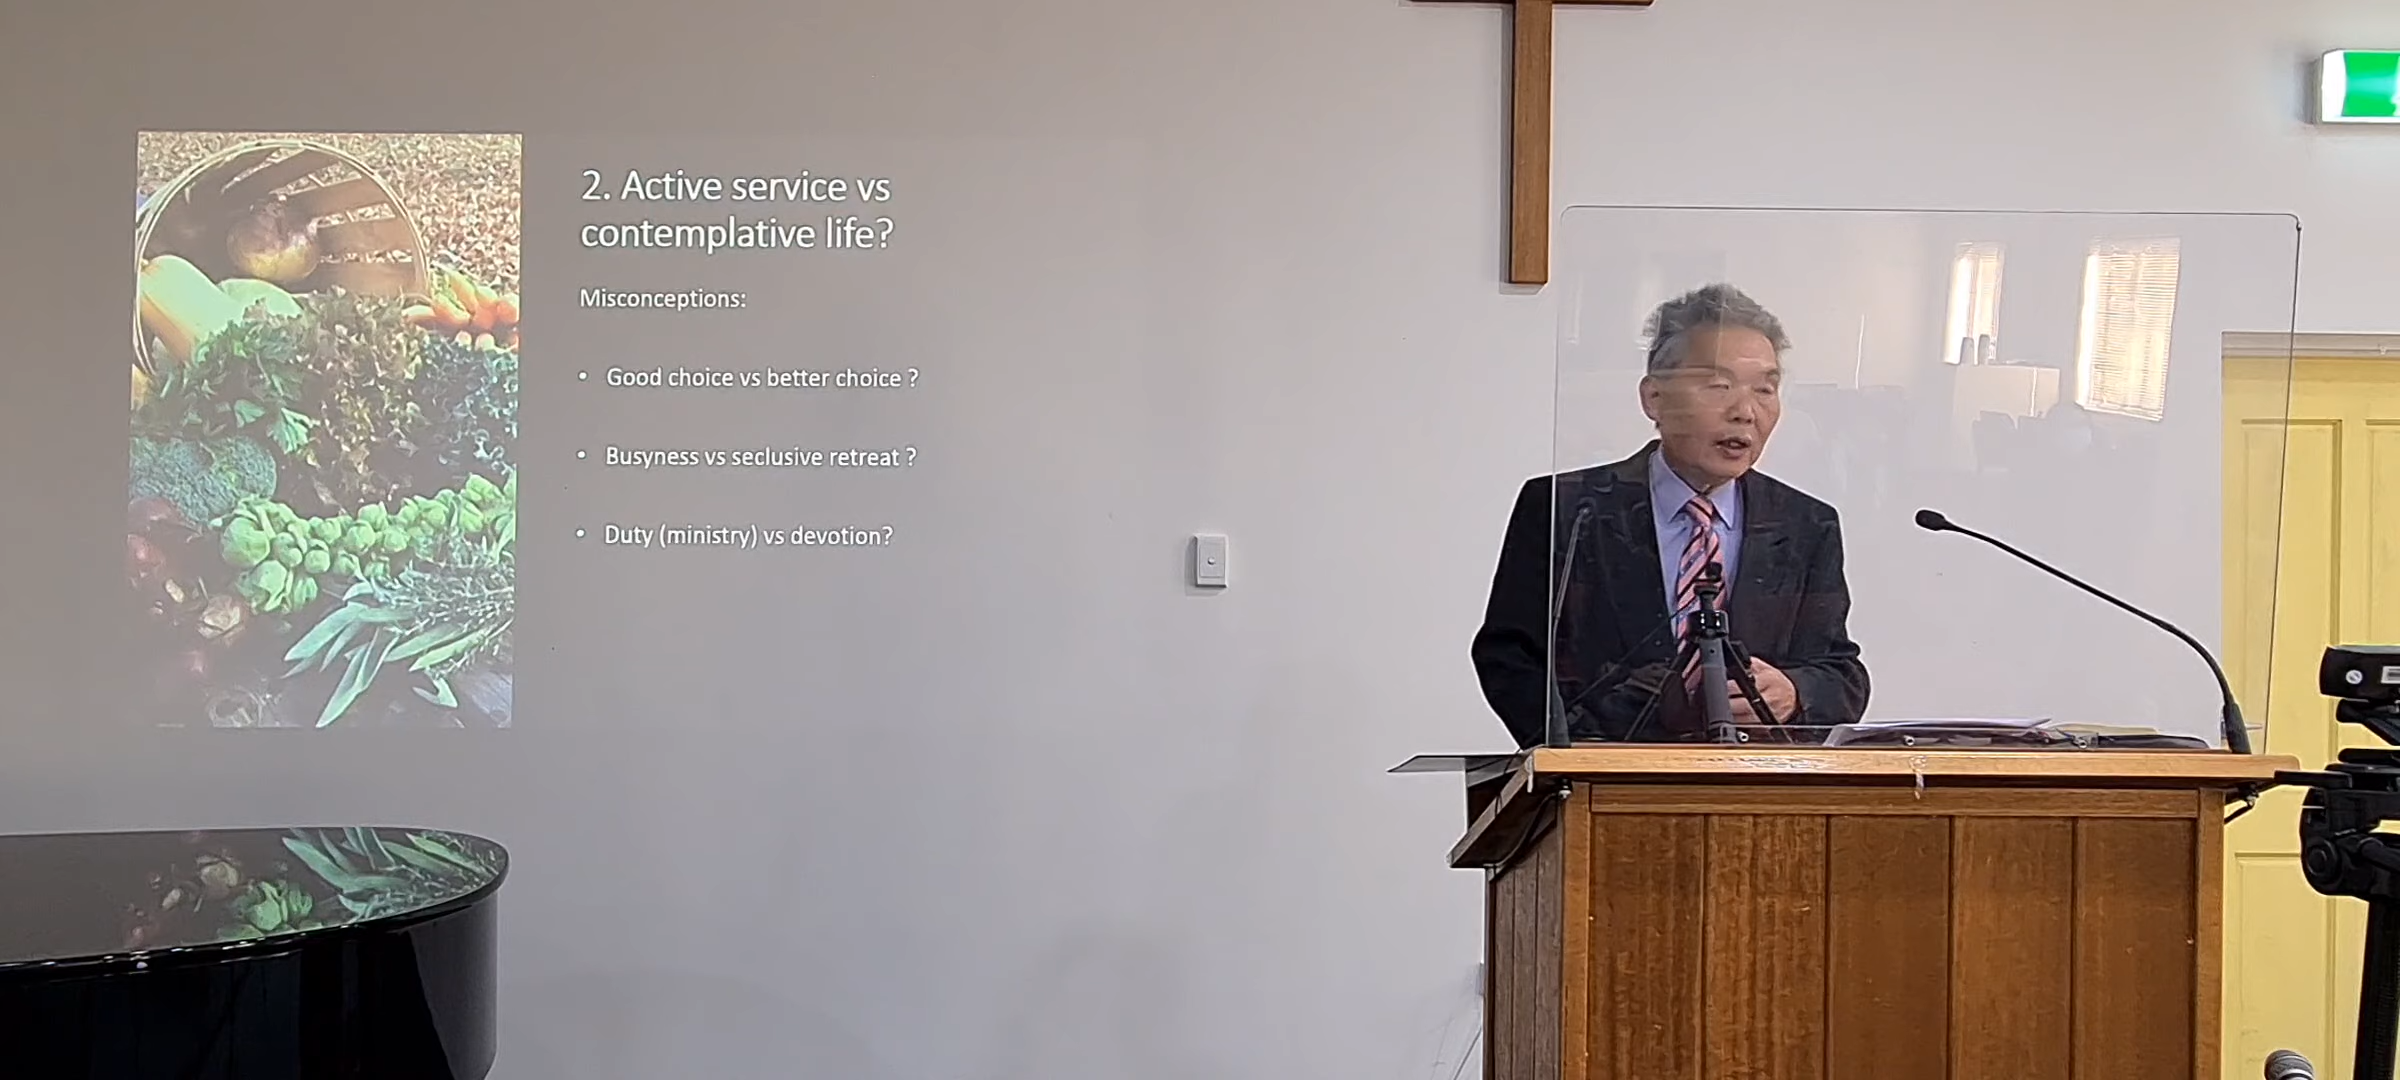 2. Active service vs
contemplative life?
Misconceptions:
• Good choice vs better choice ?
• Busyness vs seclusive retreat ?
• Duty (ministry) vs devotion?